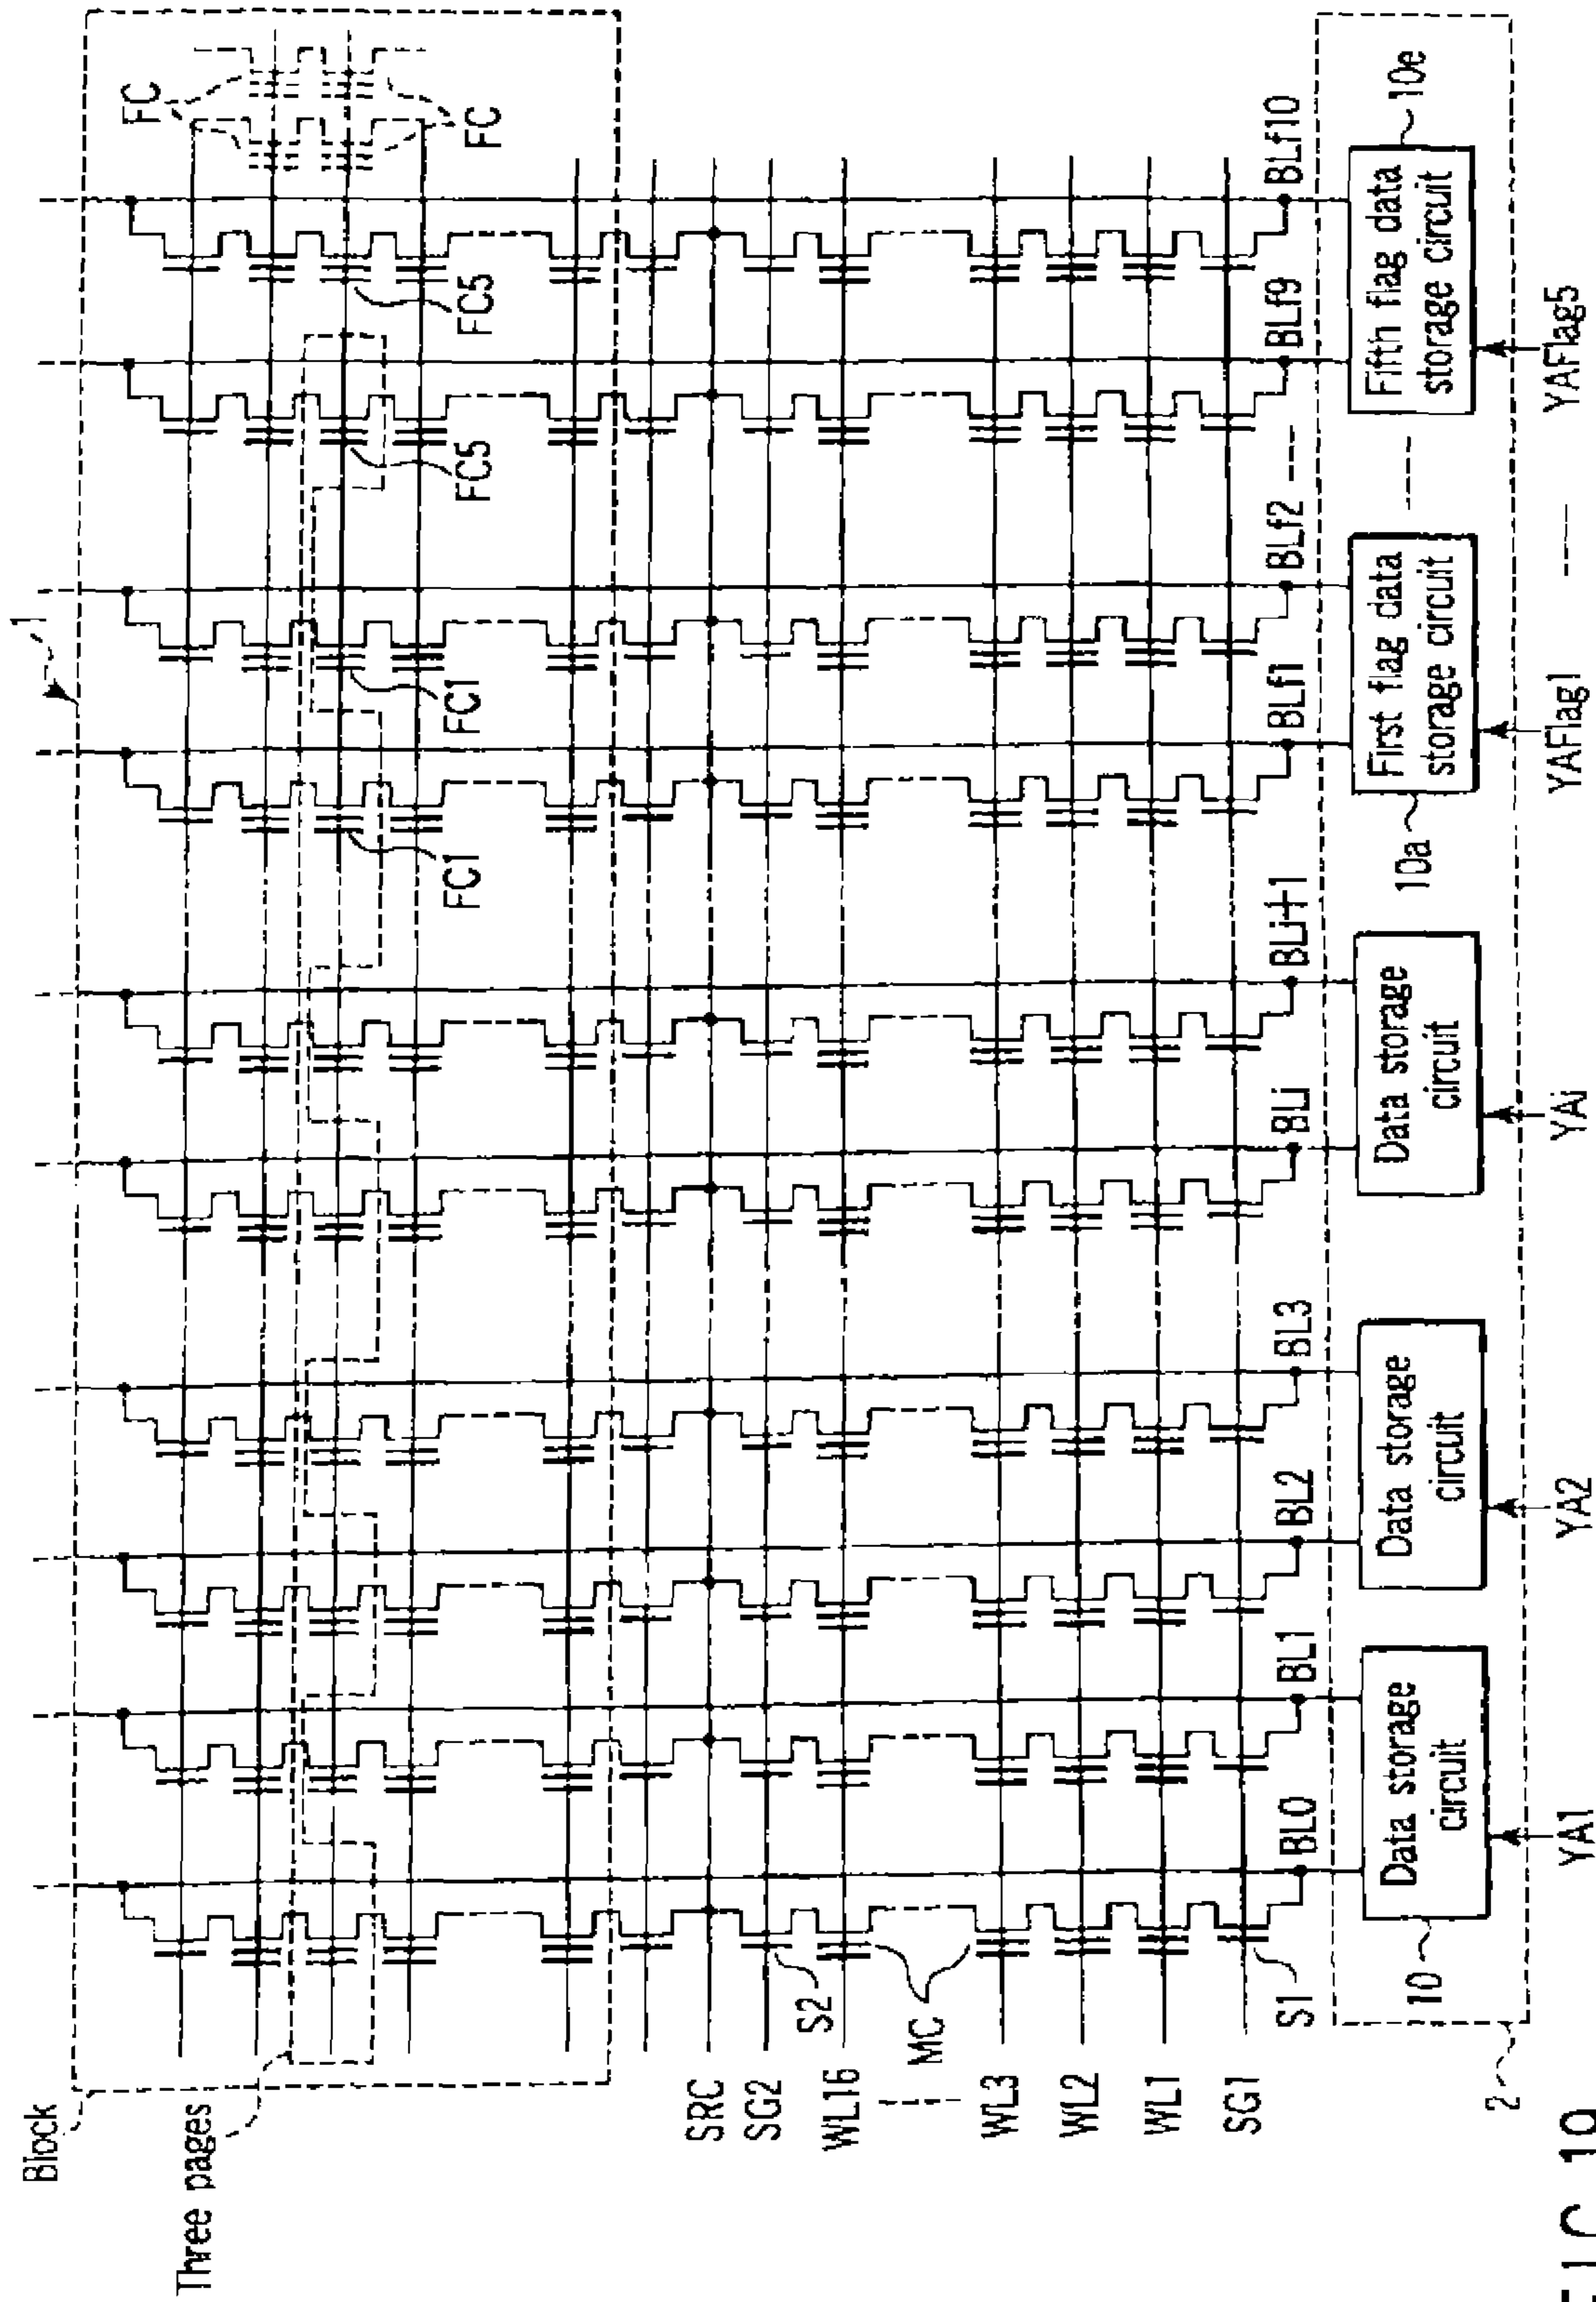 Block
1
FC
FC
Three pages
FC1
FC1
FC5
FC5
SRC
SG2
S2
WL16
MC
WL3
WL2
WL1
SG1
S1
BL0
BL1
BL2
BL3
BLi
BLi+1
BLf1
BLf2
BLf9
BLf10
2
10
Data storage
circuit
Data storage
circuit
Data storage
circuit
10a
First flag data
storage circuit
Fifth flag data
storage circuit
10e
YA1
YA2
YAi
YAFlag1
YAFlag5